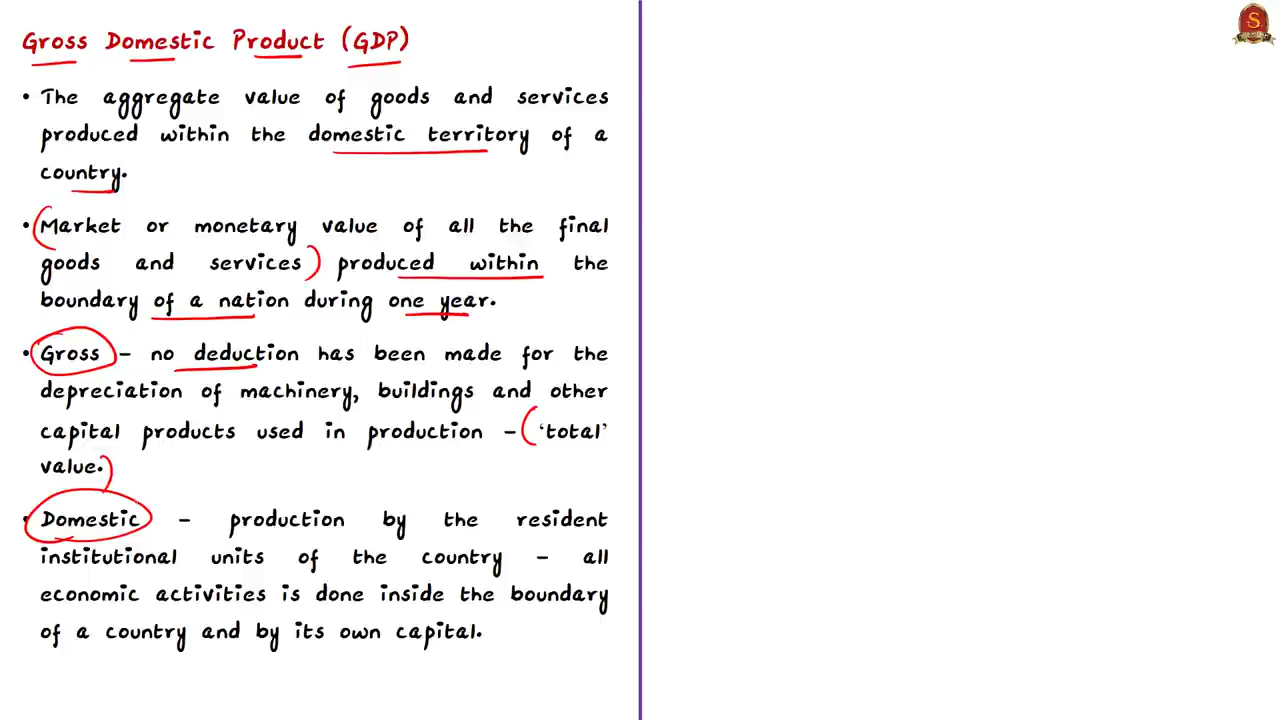 Gross Domestic Product (GDP)
• The aggregate value of goods and services
produced within the domestic territory of a
country.
• Market or monetary value of all the final
goods and services produced within the
boundary of a nation during one year.
• Gross – no deduction has been made for the
depreciation of machinery, buildings and other
capital products used in production – ‘total’
value.
• Domestic – production by the resident
institutional units of the country – all
economic activities is done inside the boundary
of a country and by its own capital.
S